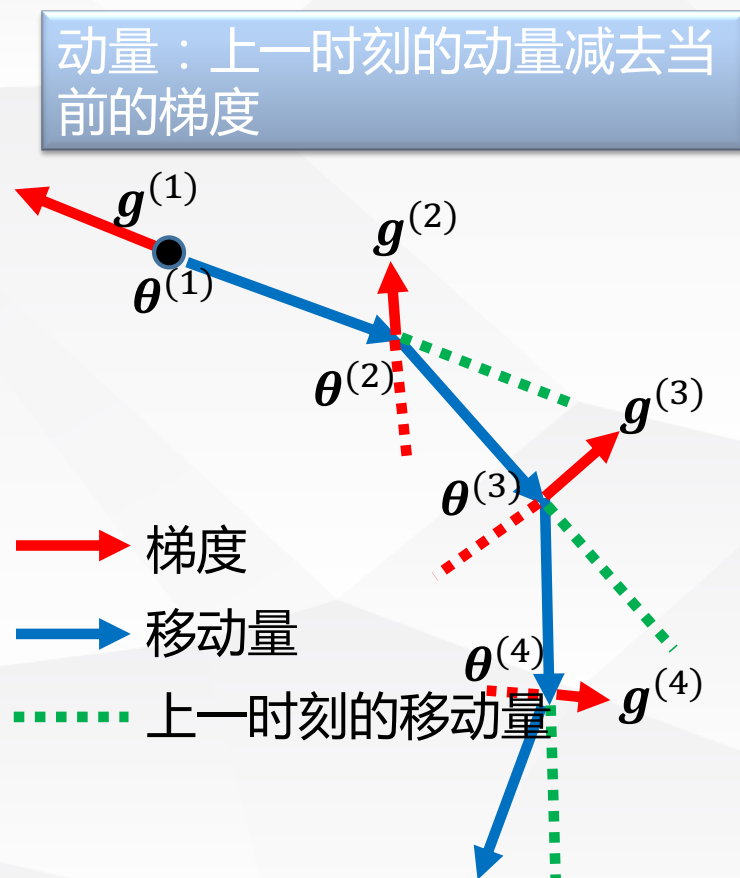 动量：上一时刻的动量减去当
前的梯度
g(1)
θ(1)
g(2)
θ(2)
g(3)
θ(3)
梯度
移动量
θ(4)
g(4)
上一时刻的移动量